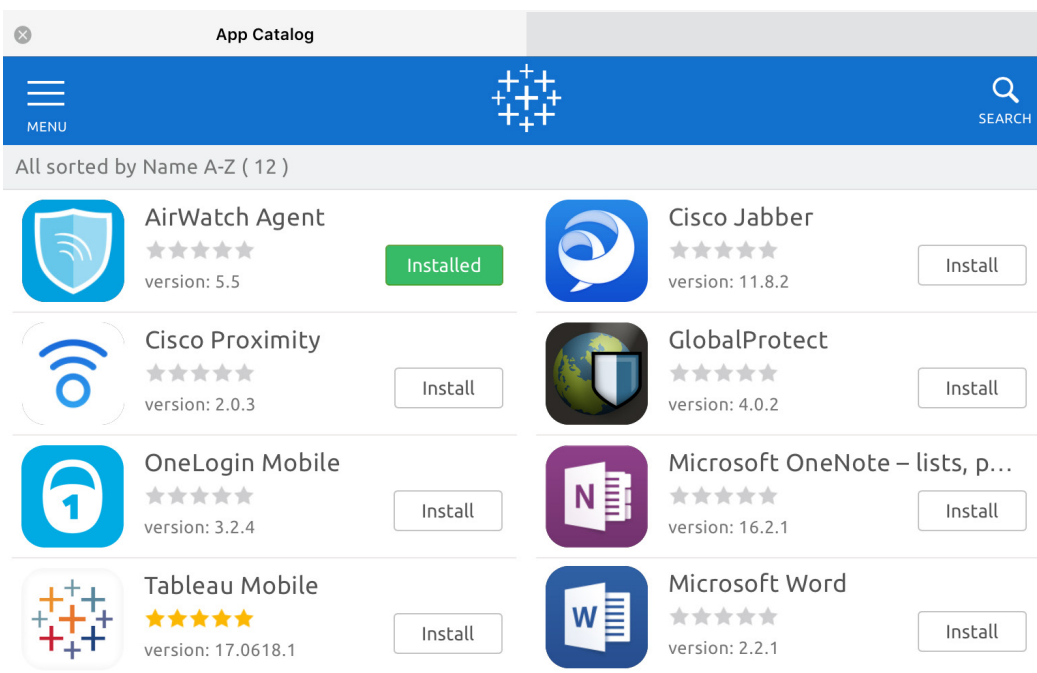 App Catalog
MENU
SEARCH
All sorted by Name A-Z ( 12 )
AirWatch Agent
version: 5.5
Installed
Cisco Jabber
version: 11.8.2
Install
Cisco Proximity
version: 2.0.3
Install
GlobalProtect
version: 4.0.2
Install
1
OneLogin Mobile
version: 3.2.4
Install
N
Microsoft OneNote – lists, p...
version: 16.2.1
Install
Tableau Mobile
version: 17.0618.1
Install
W
Microsoft Word
version: 2.2.1
Install